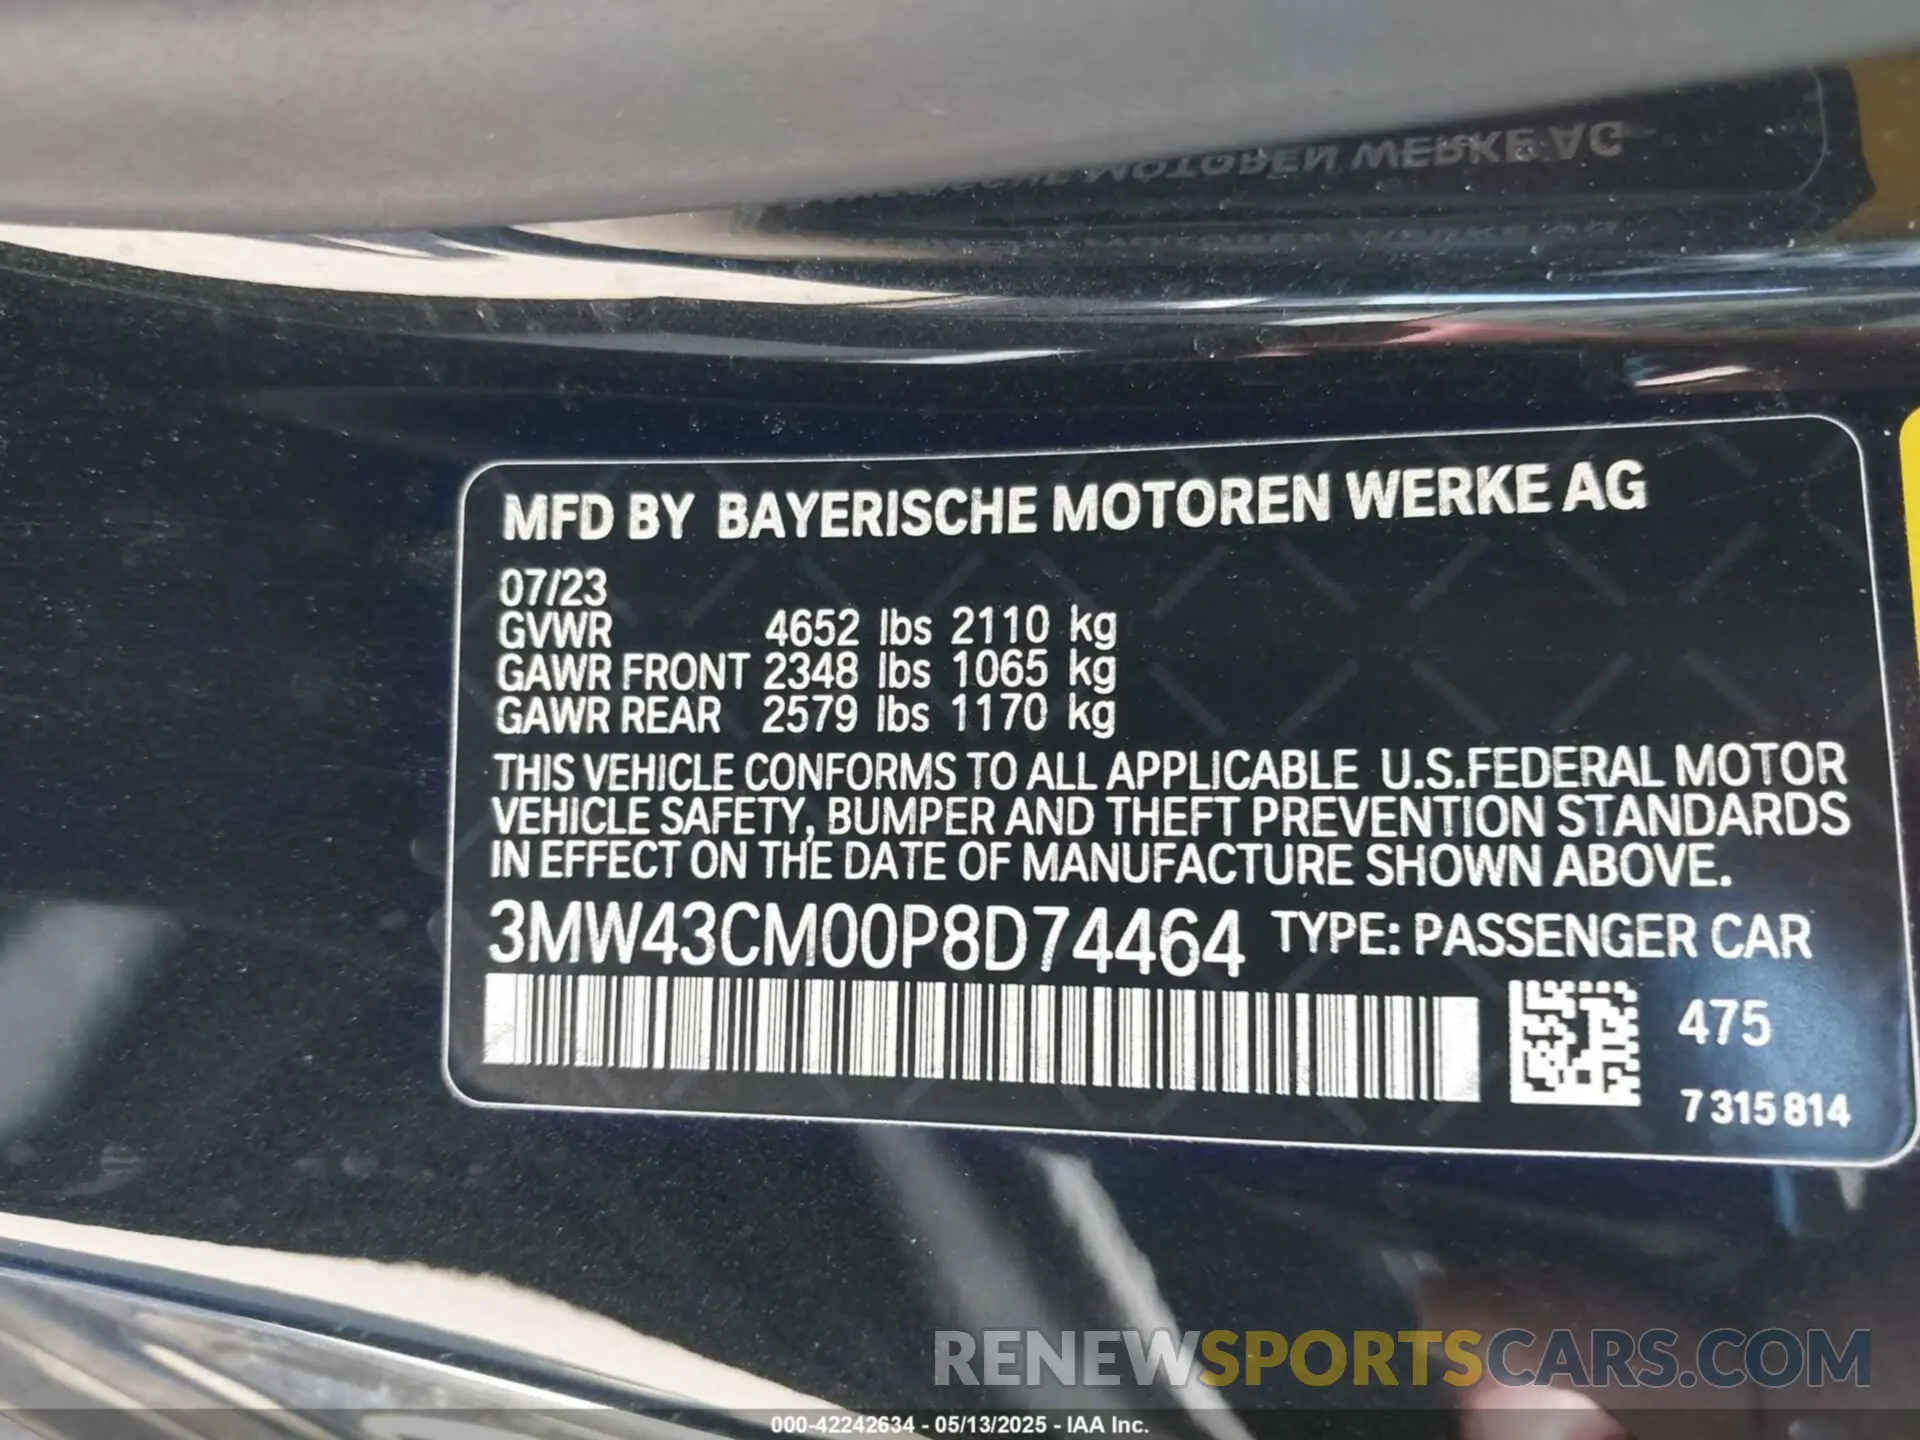 MOTOREN WERKE AG
MFD BY BAYERISCHE MOTOREN WERKE AG
07/23
GVWR 4652 lbs 2110 kg
GAWR FRONT 2348 lbs 1065 kg
GAWR REAR 2579 lbs 1170 kg
THIS VEHICLE CONFORMS TO ALL APPLICABLE U.S.FEDERAL MOTOR
VEHICLE SAFETY, BUMPER AND THEFT PREVENTION STANDARDS
IN EFFECT ON THE DATE OF MANUFACTURE SHOWN ABOVE.
3MW43CM00P8D74464 TYPE: PASSENGER CAR
475
7 315 814
RENEWSPORTSCARS.COM
000-42242634 - 05/13/2025 - IAA Inc.